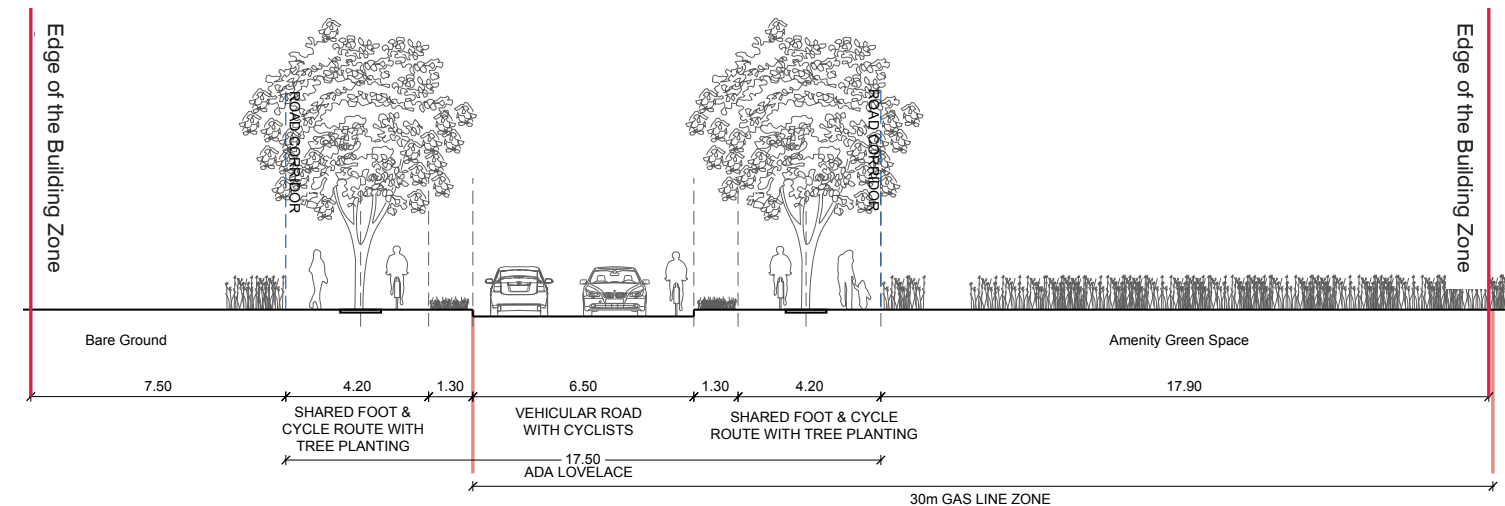 Edge of the Building Zone
ROAD CORRIDOR
ROAD CORRIDOR
Edge of the Building Zone
Bare Ground
Amenity Green Space
7.50
4.20
1.30
6.50
1.30
4.20
17.90
SHARED FOOT &
CYCLE ROUTE WITH
TREE PLANTING
VEHICULAR ROAD
WITH CYCLISTS
SHARED FOOT & CYCLE
ROUTE WITH TREE PLANTING
17.50
ADA LOVELACE
30m GAS LINE ZONE